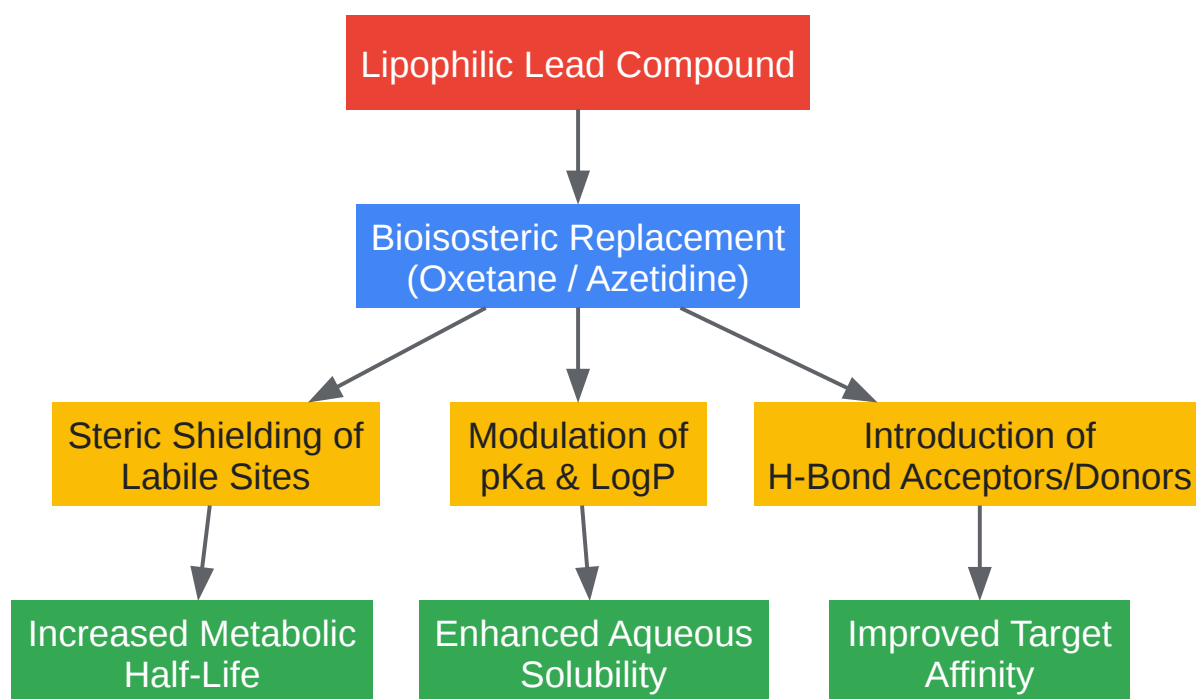 Lipophilic Lead Compound
Bioisosteric Replacement
(Oxetane / Azetidine)
Steric Shielding of
Labile Sites
Modulation of
pKa & LogP
Introduction of
H-Bond Acceptors/Donors
Increased Metabolic
Half-Life
Enhanced Aqueous
Solubility
Improved Target
Affinity